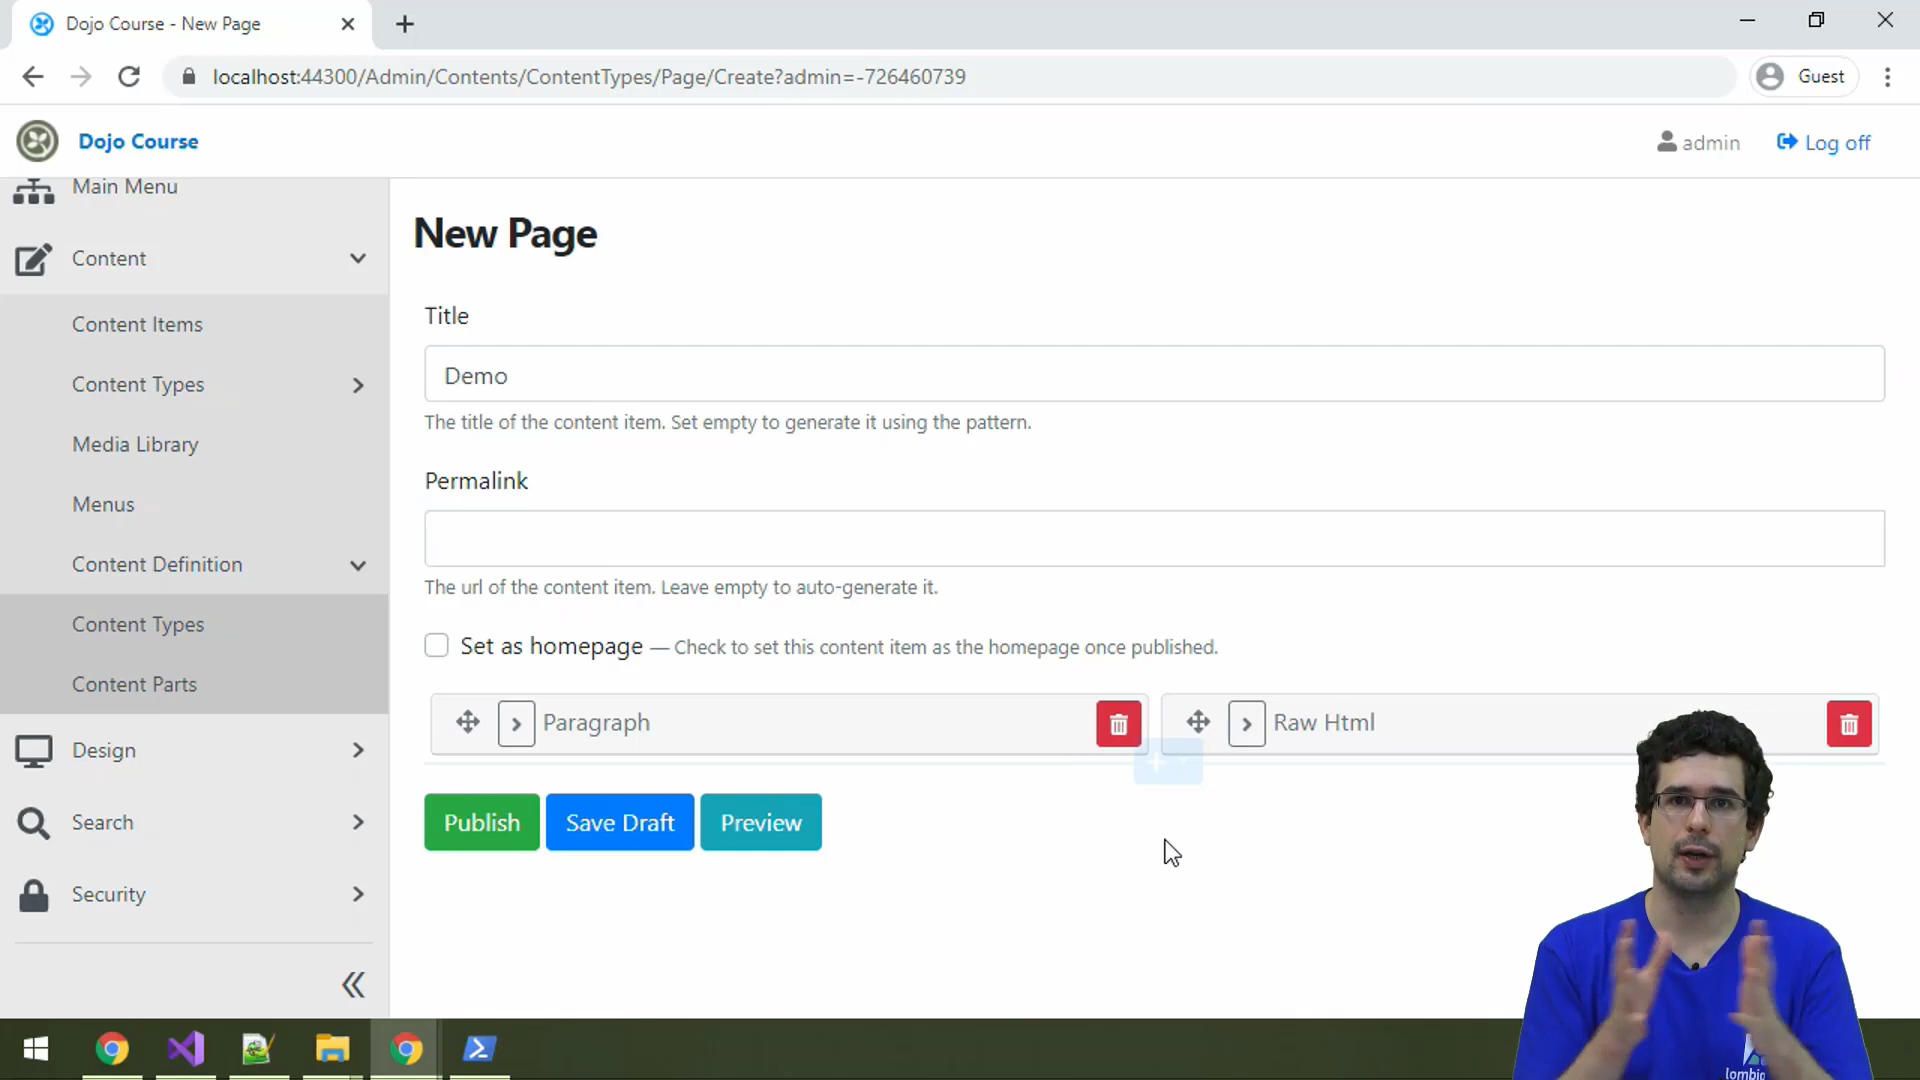 Dojo Course - New Page
localhost:44300/Admin/Contents/ContentTypes/Page/Create?admin=-726460739
Guest
Dojo Course
admin
Log off
Main Menu
Content
Content Items
Content Types
Media Library
Menus
Content Definition
Content Types
Content Parts
Design
Search
Security
New Page
Title
Demo
The title of the content item. Set empty to generate it using the pattern.
Permalink
The url of the content item. Leave empty to auto-generate it.
Set as homepage — Check to set this content item as the homepage once published.
Paragraph
Raw Html
Publish
Save Draft
Preview